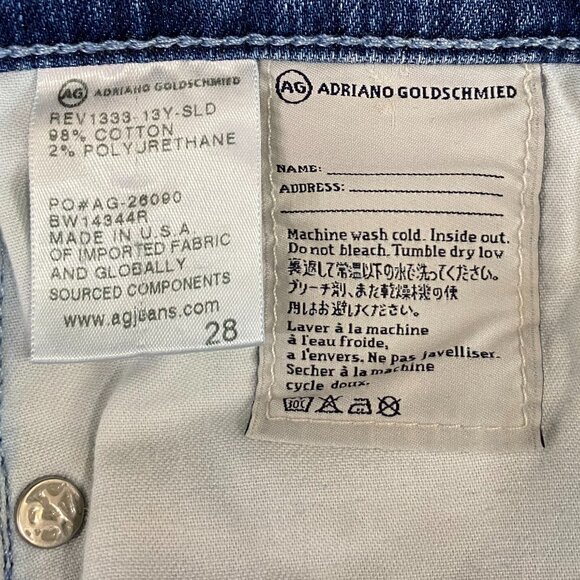 AG ADRIANO GOLDSCHMIED
REV1333-13Y-SLD
98% COTTON
2% POLYURETHANE
PO#AG-26090
BW14344R
MADE IN U.S.A
OF IMPORTED FABRIC
AND GLOBALLY
SOURCED COMPONENTS
www.agjeans.com
28
AG ADRIANO GOLDSCHMIED
NAME:
ADDRESS:
Machine wash cold. Inside out.
Do not bleach. Tumble dry low
裏返して常温以下の水で洗ってください。
ブリーチ剤、また乾燥機の使
用はお避けください。
Laver à la machine
à l'eau froide,
a l'envers. Ne pas javelliser.
Secher à la machine
cycle doux.
30C